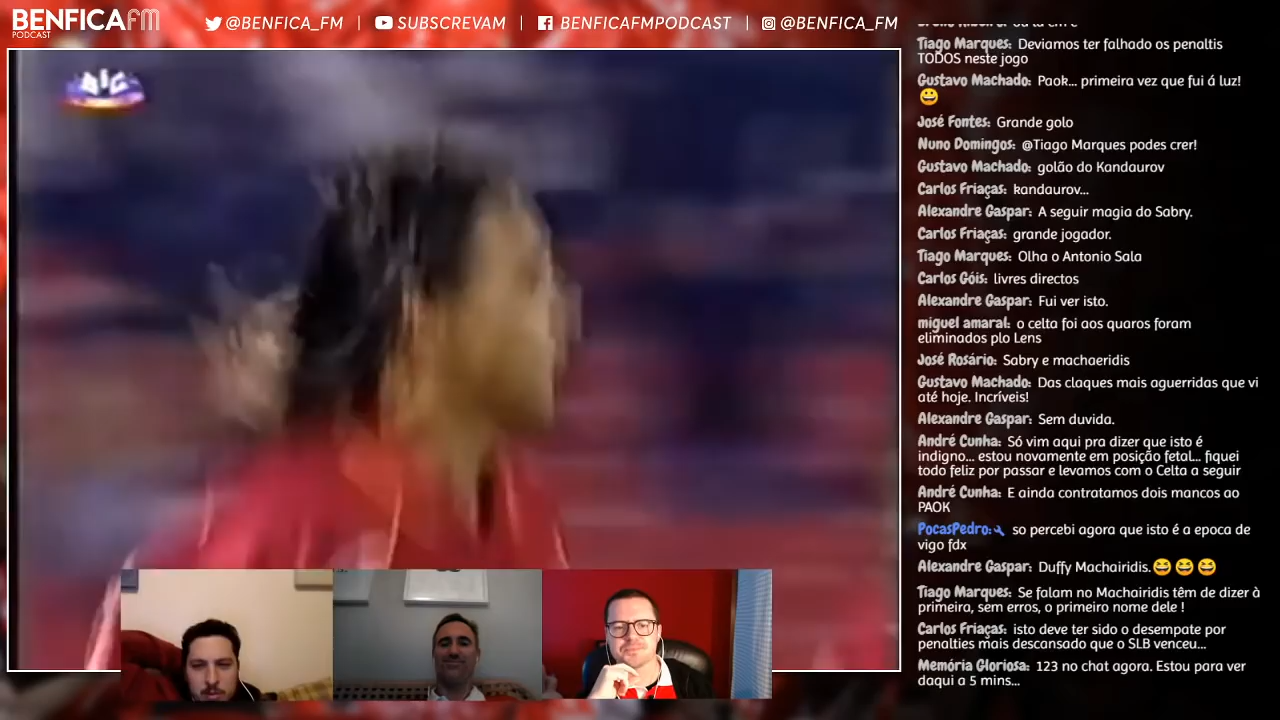 BENFICAFM
PODCAST
@BENFICA_FM | SUBSCREVAM | BENFICAFMPODCAST | @BENFICA_FM
SIC
Tiago Marques: Deviamos ter falhado os penaltis
TODOS neste jogo
Gustavo Machado: Paok... primeira vez que fui á luz!
😀
José Fontes: Grande golo
Nuno Domingos: @Tiago Marques podes crer!
Gustavo Machado: golão do Kandaurov
Carlos Friaças: kandaurov...
Alexandre Gaspar: A seguir magia do Sabry.
Carlos Friaças: grande jogador.
Tiago Marques: Olha o Antonio Sala
Carlos Góis: livres directos
Alexandre Gaspar: Fui ver isto.
miguel amaral: o celta foi aos quaros foram
eliminados plo Lens
José Rosário: Sabry e machaeridis
Gustavo Machado: Das claques mais aguerridas que vi
até hoje. Incríveis!
Alexandre Gaspar: Sem duvida.
André Cunha: Só vim aqui pra dizer que isto é
indigno... estou novamente em posição fetal... fiquei
todo feliz por passar e levamos com o Celta a seguir
André Cunha: E ainda contratamos dois mancos ao
PAOK
PocasPedro: so percebi agora que isto é a epoca de
vigo fdx
Alexandre Gaspar: Duffy Machairidis.😂😂😂
Tiago Marques: Se falam no Machairidis têm de dizer à
primeira, sem erros, o primeiro nome dele !
Carlos Friaças: isto deve ter sido o desempate por
penalties mais descansado que o SLB venceu...
Memória Gloriosa: 123 no chat agora. Estou para ver
daqui a 5 mins...